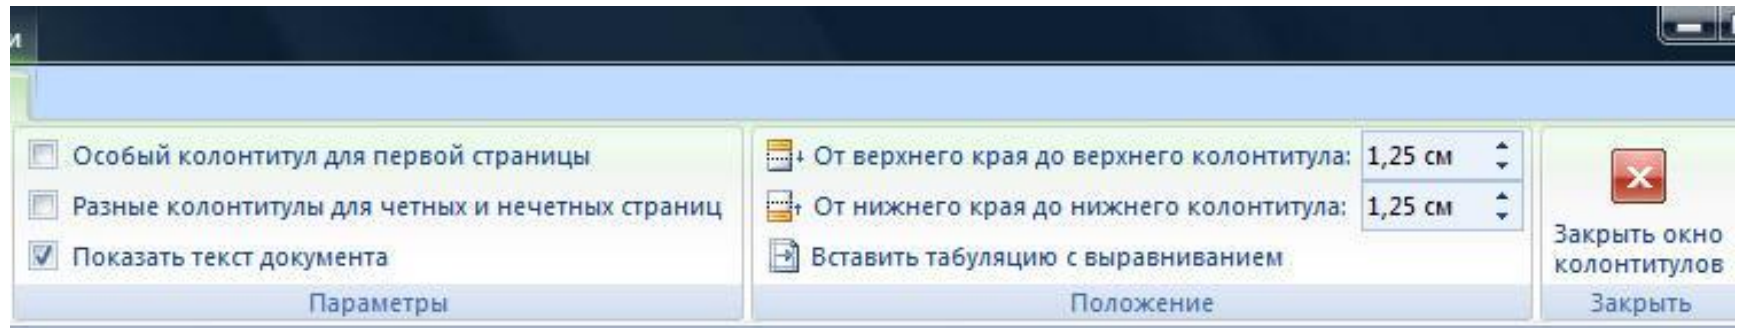 и
Особый колонтитул для первой страницы
Разные колонтитулы для четных и нечетных страниц
Показать текст документа
Параметры
От верхнего края до верхнего колонтитула: 1,25 см
От нижнего края до нижнего колонтитула: 1,25 см
Вставить табуляцию с выравниванием
Положение
Закрыть окно
колонтитулов
Закрыть